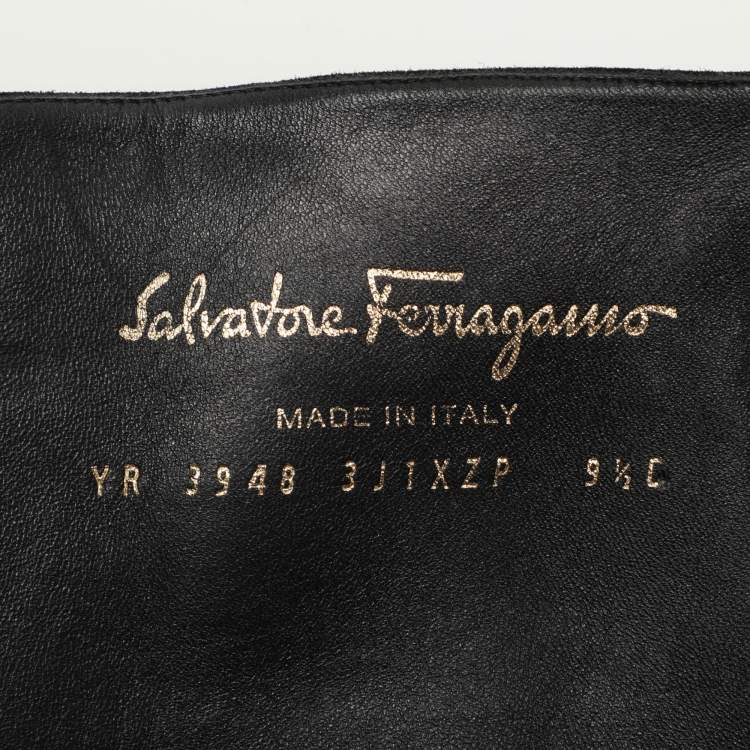 Salvatore Ferragamo
MADE IN ITALY
YR 3948 3J1XZP 9½C